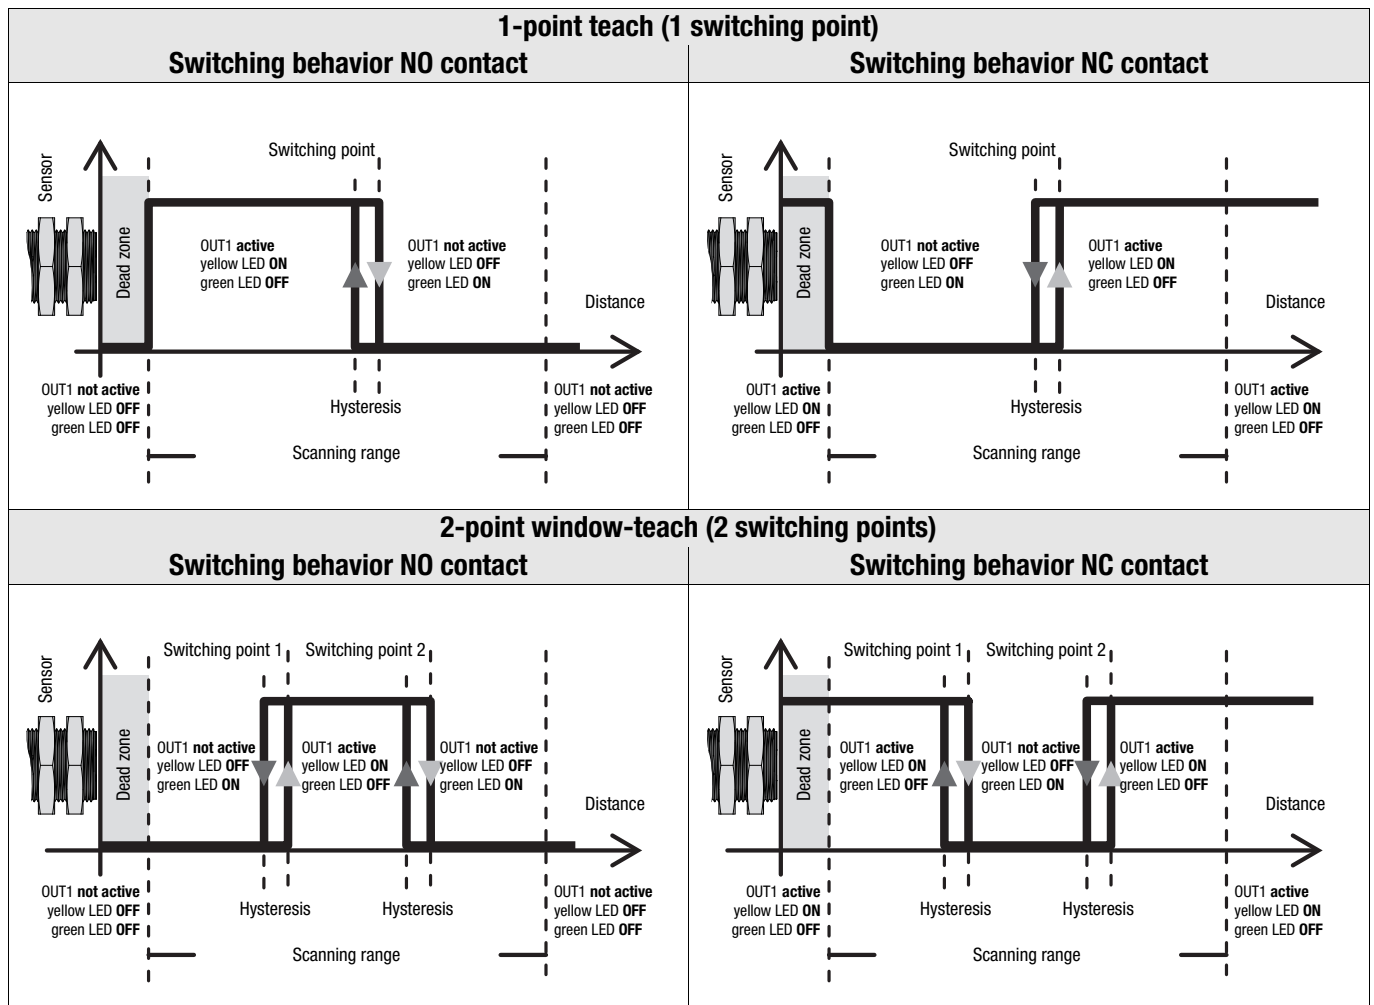 1-point teach (1 switching point)
Switching behavior NO contact
Switching behavior NC contact
Sensor
Switching point
Dead zone
OUT1 active
yellow LED ON
green LED OFF
OUT1 not active
yellow LED OFF
green LED ON
Distance
OUT1 not active
yellow LED OFF
green LED OFF
Hysteresis
OUT1 not active
yellow LED OFF
green LED OFF
Scanning range
Sensor
Switching point
Dead zone
OUT1 not active
yellow LED OFF
green LED ON
OUT1 active
yellow LED ON
green LED OFF
Distance
OUT1 active
yellow LED ON
green LED OFF
Hysteresis
OUT1 active
yellow LED ON
green LED OFF
Scanning range
2-point window-teach (2 switching points)
Switching behavior NO contact
Switching behavior NC contact
Sensor
Switching point 1
Switching point 2
Dead zone
OUT1 not active
yellow LED OFF
green LED ON
OUT1 active
yellow LED ON
green LED OFF
OUT1 not active
yellow LED OFF
green LED ON
Distance
OUT1 not active
yellow LED OFF
green LED OFF
Hysteresis
Hysteresis
OUT1 not active
yellow LED OFF
green LED OFF
Scanning range
Sensor
Switching point 1
Switching point 2
Dead zone
OUT1 active
yellow LED ON
green LED OFF
OUT1 not active
yellow LED OFF
green LED ON
OUT1 active
yellow LED ON
green LED OFF
Distance
OUT1 active
yellow LED ON
green LED OFF
Hysteresis
Hysteresis
OUT1 active
yellow LED ON
green LED OFF
Scanning range